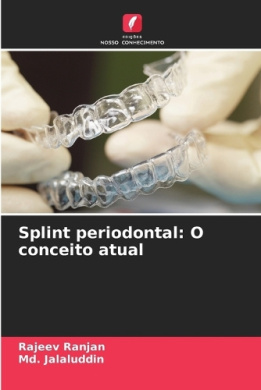 edições
NOSSO CONHECIMENTO
Splint periodontal: O
conceito atual
Rajeev Ranjan
Md. Jalaluddin